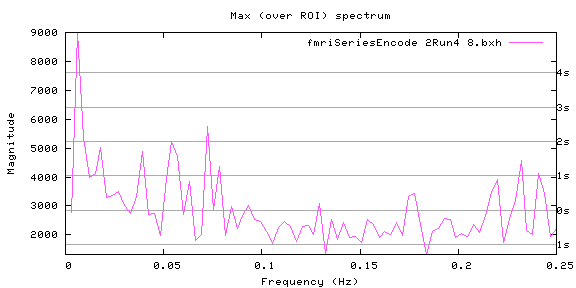 Max (over ROI) spectrum
fmriSeriesEncode 2Run4 8.bxh
9000
8000
7000
6000
5000
4000
3000
2000
4s
3s
2s
1s
0s
1s
Magnitude
0 0.05 0.1 0.15 0.2 0.25
Frequency (Hz)